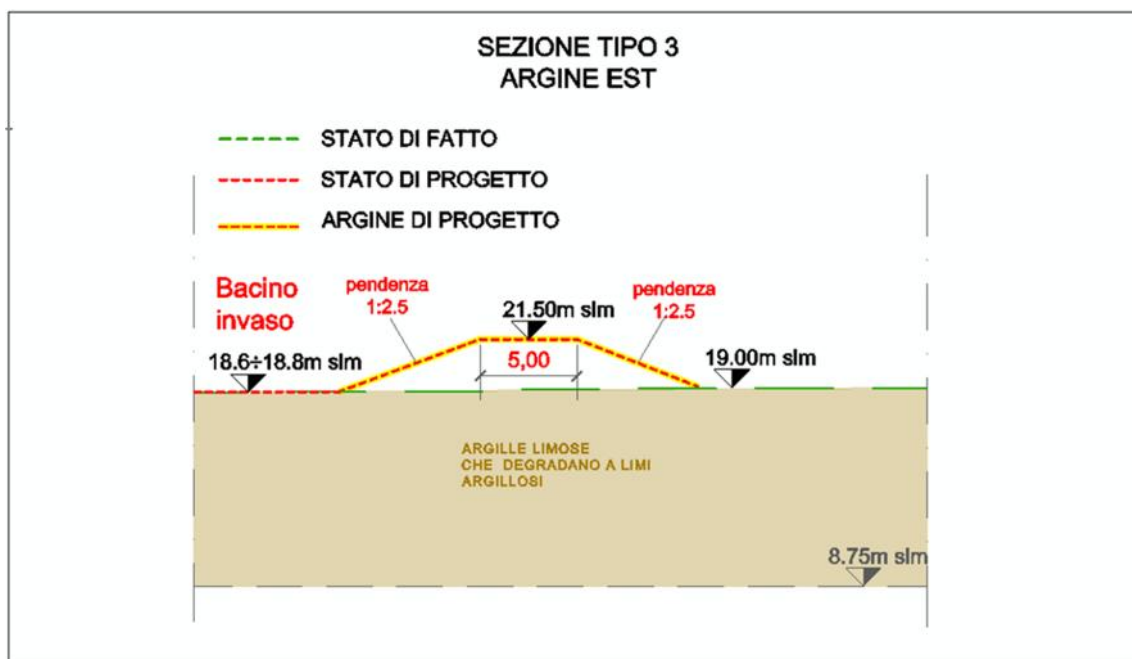 SEZIONE TIPO 3
ARGINE EST
STATO DI FATTO
STATO DI PROGETTO
ARGINE DI PROGETTO
Bacino
invaso
pendenza
1:2.5
21.50m slm
pendenza
1:2.5
18.6÷18.8m slm
5,00
19.00m slm
ARGILLE LIMOSE
CHE DEGRADANO A LIMI
ARGILLOSI
8.75m slm